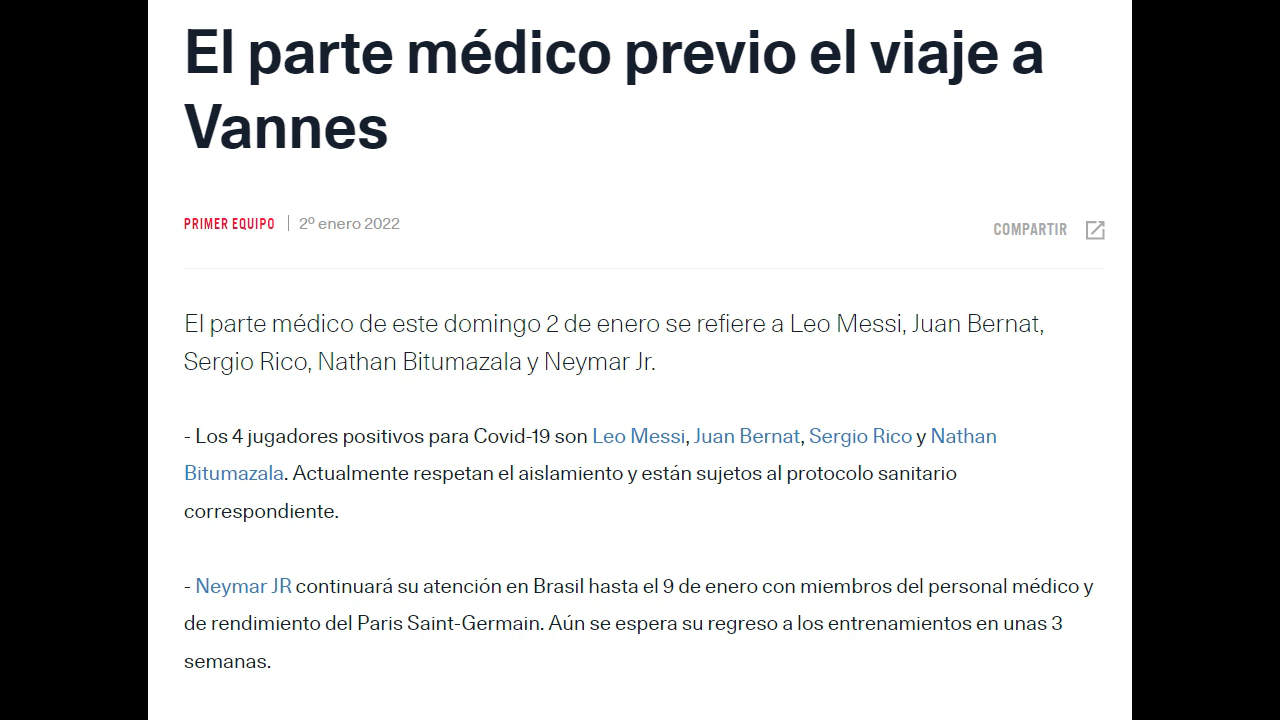 El parte médico previo el viaje a
Vannes
PRIMER EQUIPO | 2º enero 2022
COMPARTIR
El parte médico de este domingo 2 de enero se refiere a Leo Messi, Juan Bernat,
Sergio Rico, Nathan Bitumazala y Neymar Jr.
- Los 4 jugadores positivos para Covid-19 son Leo Messi, Juan Bernat, Sergio Rico y Nathan
Bitumazala. Actualmente respetan el aislamiento y están sujetos al protocolo sanitario
correspondiente.
- Neymar JR continuará su atención en Brasil hasta el 9 de enero con miembros del personal médico y
de rendimiento del Paris Saint-Germain. Aún se espera su regreso a los entrenamientos en unas 3
semanas.